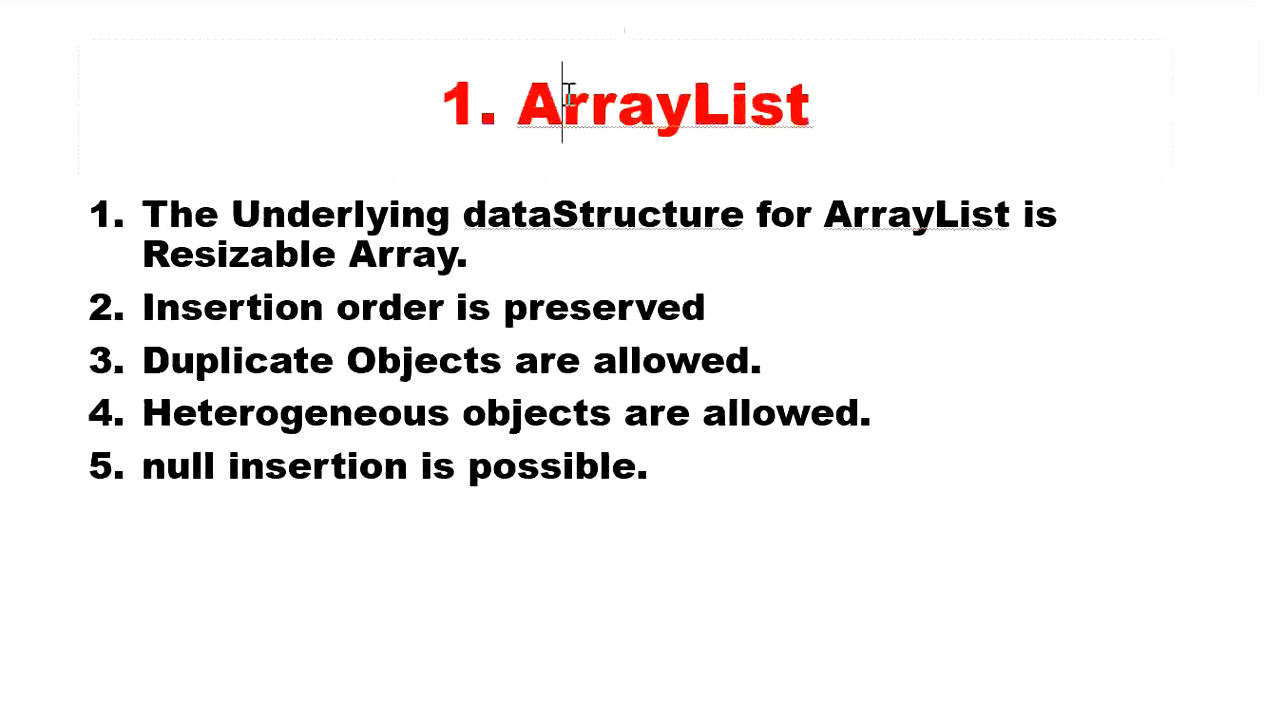 1. ArrayList
1. The Underlying dataStructure for ArrayList is
Resizable Array.
2. Insertion order is preserved
3. Duplicate Objects are allowed.
4. Heterogeneous objects are allowed.
5. null insertion is possible.